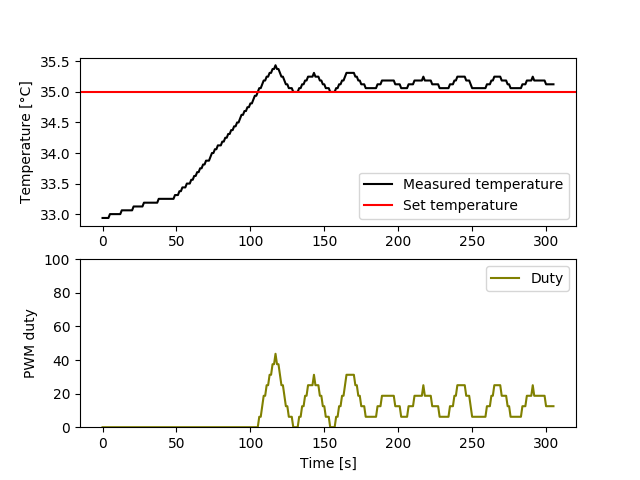 35.5
35.0
34.5
34.0
33.5
33.0
Temperature [°C]
Measured temperature
Set temperature
0 50 100 150 200 250 300
100
80
60
40
20
0
PWM duty
Duty
0 50 100 150 200 250 300
Time [s]